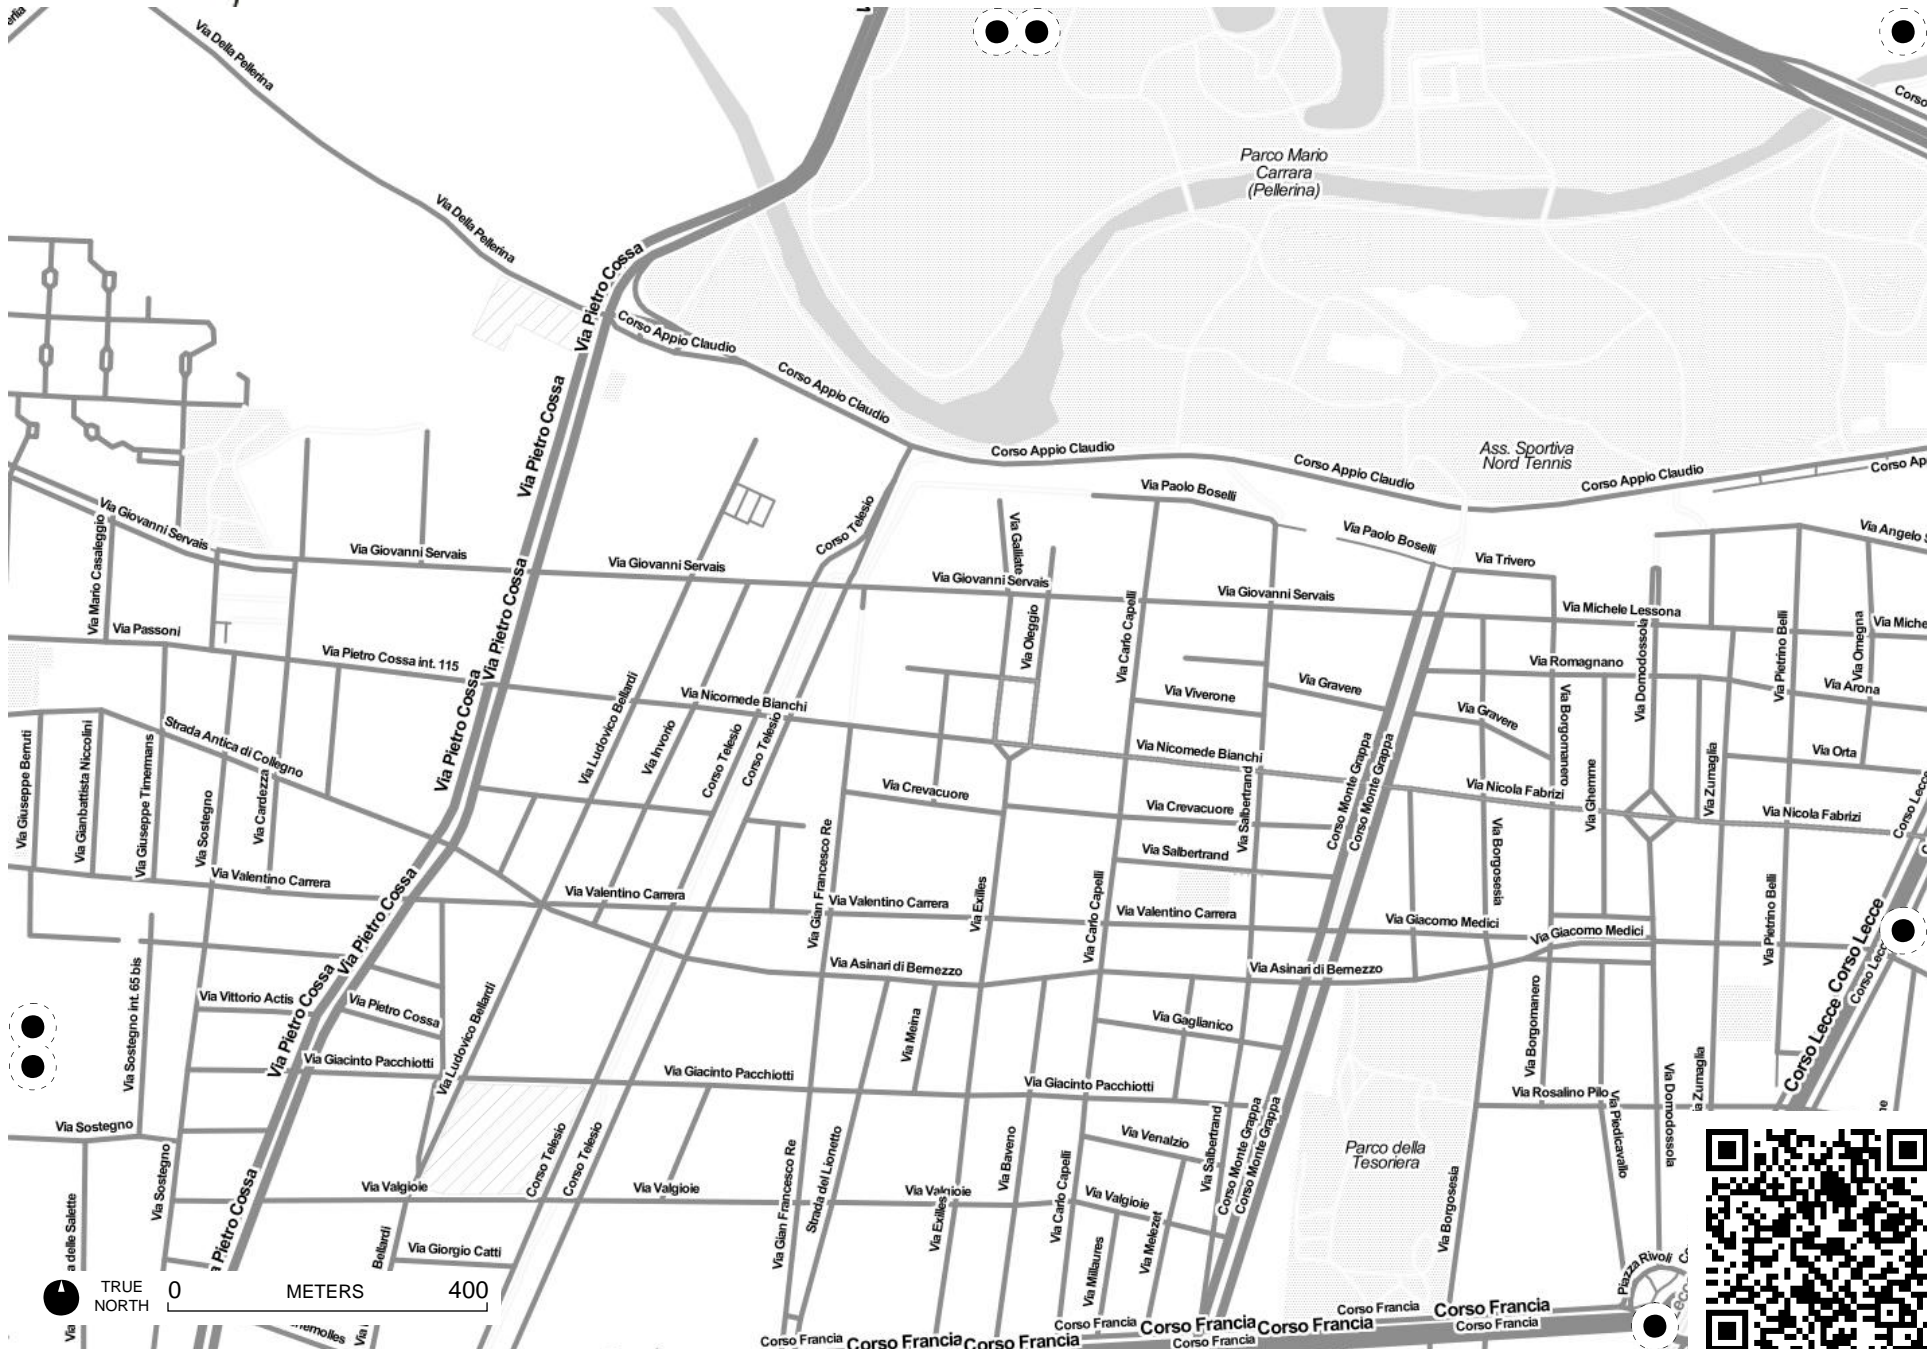 Via Della Pellerina
Corso
Parco Mario
Carrara
(Pellerina)
Via Della Pellerina
Via Pietro Cossa
Corso Appio Claudio
Via Pietro Cossa
Corso Appio Claudio
Corso Appio Claudio
Corso Appio Claudio
Ass. Sportiva
Nord Tennis
Corso Appio Claudio
Corso Ap
Via Giovanni Servais
Via Mario Casaleggio
Via Giovanni Servais
Via Pietro Cossa
Via Giovanni Servais
Corso Telesio
Via Giovanni Servais
Via Galliate
Via Paolo Boselli
Via Giovanni Servais
Via Paolo Boselli
Via Trivero
Via Michele Lessona
Via Angelo S
Via Miche
Via Passoni
Via Pietro Cossa int. 115
Via Pietro Cossa
Via Ludovico Bellardi
Via Nicomede Bianchi
Via Oleggio
Via Carlo Capelli
Via Viverone
Via Gravere
Via Gravere
Via Romagnano
Via Domodossola
Via Pietrino Belli
Via Omegna
Via Arona
Via Giuseppe Berruti
Via Gianbattista Niccolini
Via Giuseppe Timermans
Strada Antica di Collegno
Via Sostegno
Via Cardezza
Via Pietro Cossa
Via Invorio
Corso Telesio
Corso Telesio
Via Crevacuore
Via Nicomede Bianchi
Via Crevacuore
Via Salbertrand
Via Salbertrand
Corso Monte Grappa
Corso Monte Grappa
Via Nicola Fabrizi
Via Borgomanero
Via Ghemme
Via Zumaglia
Via Orta
Via Nicola Fabrizi
Corso Lecce
Via Valentino Carrera
Via Pietro Cossa
Via Valentino Carrera
Via Gian Francesco Re
Via Valentino Carrera
Via Exilles
Via Carlo Capelli
Via Valentino Carrera
Via Borgosesia
Via Giacomo Medici
Via Giacomo Medici
Via Pietrino Belli
Corso Lecce
Corso Lecce
Corso Lecce
Via Sostegno int. 65 bis
Via Vittorio Actis
Via Pietro Cossa
Via Pietro Cossa
Via Giacinto Pacchiotti
Via Ludovico Bellardi
Via Asinari di Bernezzo
Via Asinari di Bernezzo
Via Meina
Via Gaglianico
Via Giacinto Pacchiotti
Via Giacinto Pacchiotti
Via Borgomanero
Via Rosalino Pilo
Via Piedicavallo
Via Domodossola
Via Zumaglia
Via Sostegno
Via Sostegno
Via Pietro Cossa
Via Valgioie
Corso Telesio
Corso Telesio
Via Valgioie
Via Gian Francesco Re
Strada del Lionetto
Via Valgioie
Via Exilles
Via Baveno
Via Carlo Capelli
Via Venalzio
Via Valgioie
Via Salbertrand
Corso Monte Grappa
Corso Monte Grappa
Via Millaures
Via Melezet
Parco della
Tesoriera
Via Borgosesia
Piazza Rivoli
a delle Salette
Via Giorgio Catti
Bellardi
TRUE
NORTH
0 METERS 400
Corso Francia
Corso Francia
Corso Francia
Corso Francia
Corso Francia
Corso Francia
Corso Francia
Corso Francia
Corso Francia
Corso Francia